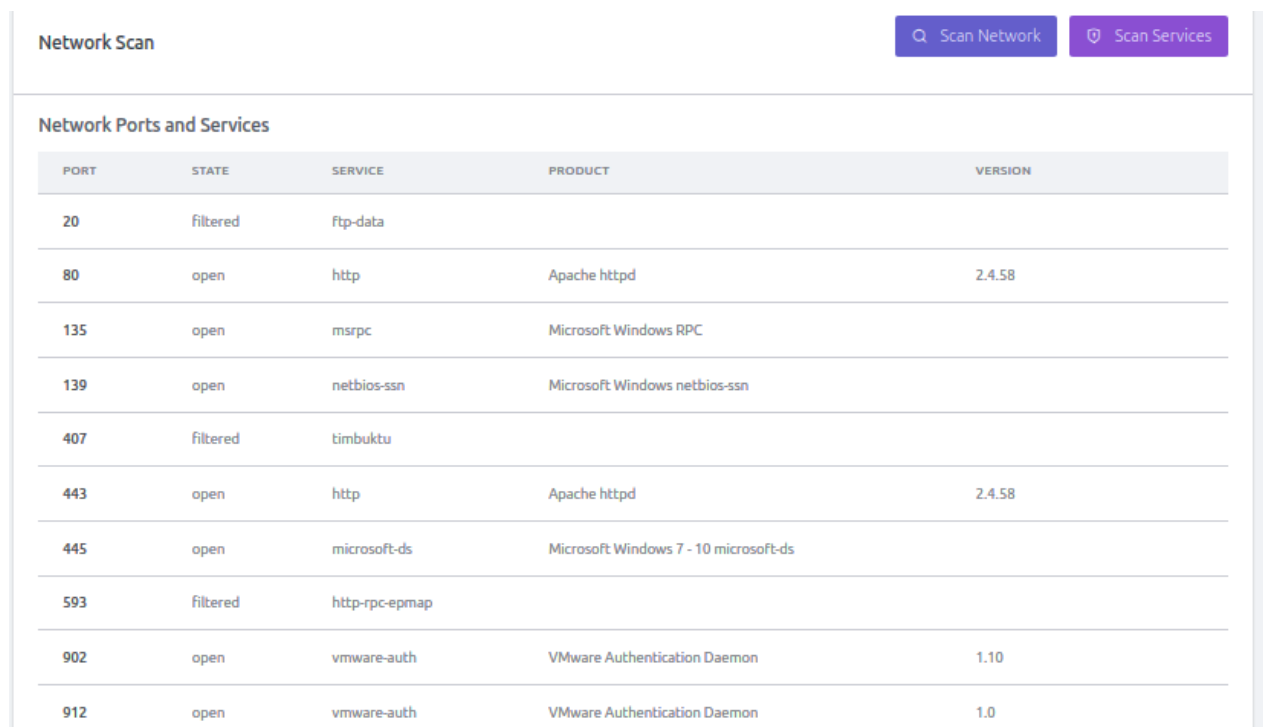 Network Scan Scan Network Scan Services
Network Ports and Services
PORT STATE SERVICE PRODUCT VERSION
20 filtered ftp-data
80 open http Apache httpd 2.4.58
135 open msrpc Microsoft Windows RPC
139 open netbios-ssn Microsoft Windows netbios-ssn
407 filtered timbuktu
443 open http Apache httpd 2.4.58
445 open microsoft-ds Microsoft Windows 7 - 10 microsoft-ds
593 filtered http-rpc-epmap
902 open vmware-auth VMware Authentication Daemon 1.10
912 open vmware-auth VMware Authentication Daemon 1.0